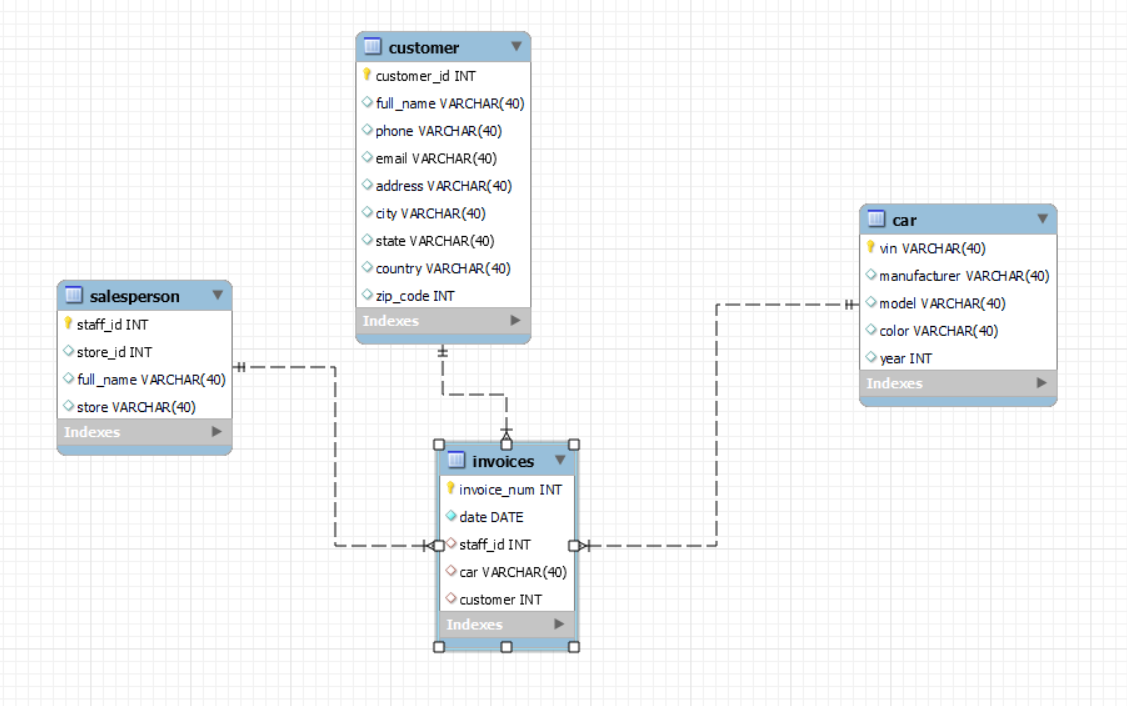 customer
customer_id INT
full_name VARCHAR(40)
phone VARCHAR(40)
email VARCHAR(40)
address VARCHAR(40)
city VARCHAR(40)
state VARCHAR(40)
country VARCHAR(40)
zip_code INT
Indexes
salesperson
staff_id INT
store_id INT
full_name VARCHAR(40)
store VARCHAR(40)
Indexes
car
vin VARCHAR(40)
manufacturer VARCHAR(40)
model VARCHAR(40)
color VARCHAR(40)
year INT
Indexes
invoices
invoice_num INT
date DATE
staff_id INT
car VARCHAR(40)
customer INT
Indexes